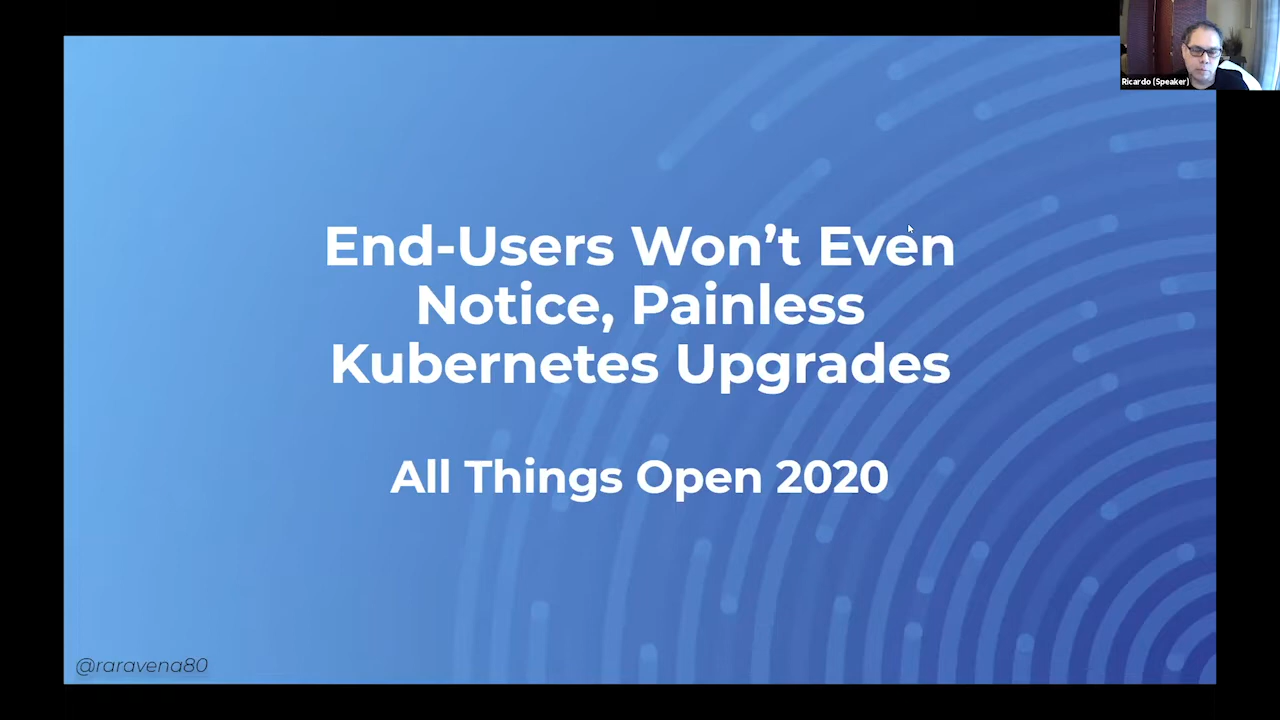 Ricardo (Speaker)
End-Users Won’t Even
Notice, Painless
Kubernetes Upgrades
All Things Open 2020
@raravena80